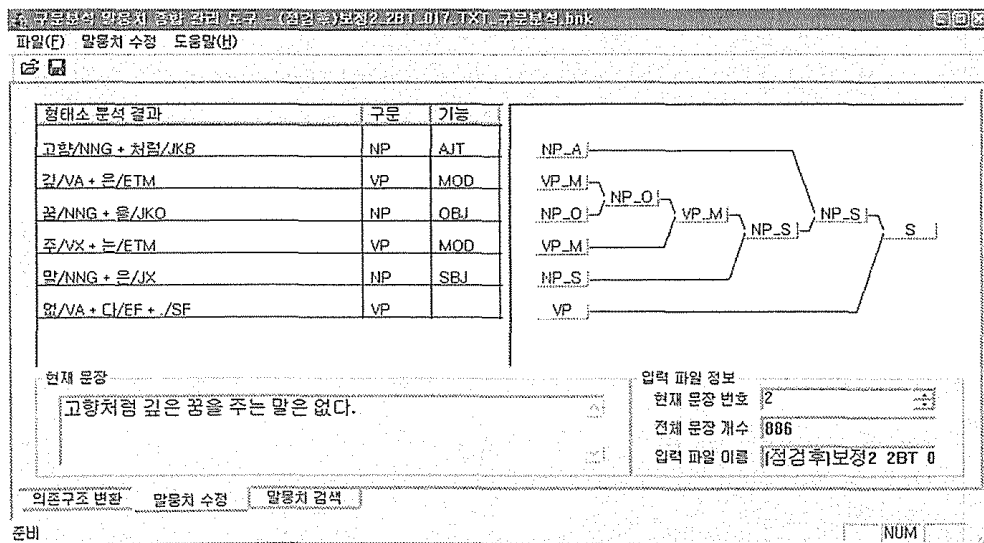 구문분석 말뭉치 통합 관리 도구 - (점검후)보정2_2BT_017.TXT_구문분석.bnk
파일(F) 말뭉치 수정 도움말(H)
형태소 분석 결과 구문 기능
고향/NNG + 처럼/JKB NP AJT
깊/VA + 은/ETM VP MOD
꿈/NNG + 을/JKO NP OBJ
주/VX + 는/ETM VP MOD
말/NNG + 은/JX NP SBJ
없/VA + 다/EF + ./SF VP
NP_A
VP_M
NP_O
NP_O
VP_M
NP_S
NP_S
S
VP_M
NP_S
VP
현재 문장
고향처럼 깊은 꿈을 주는 말은 없다.
입력 파일 정보
현재 문장 번호 2
전체 문장 개수 886
입력 파일 이름 (점검후)보정2_2BT_0
의존구조 변환 말뭉치 수정 말뭉치 검색
준비 NUM